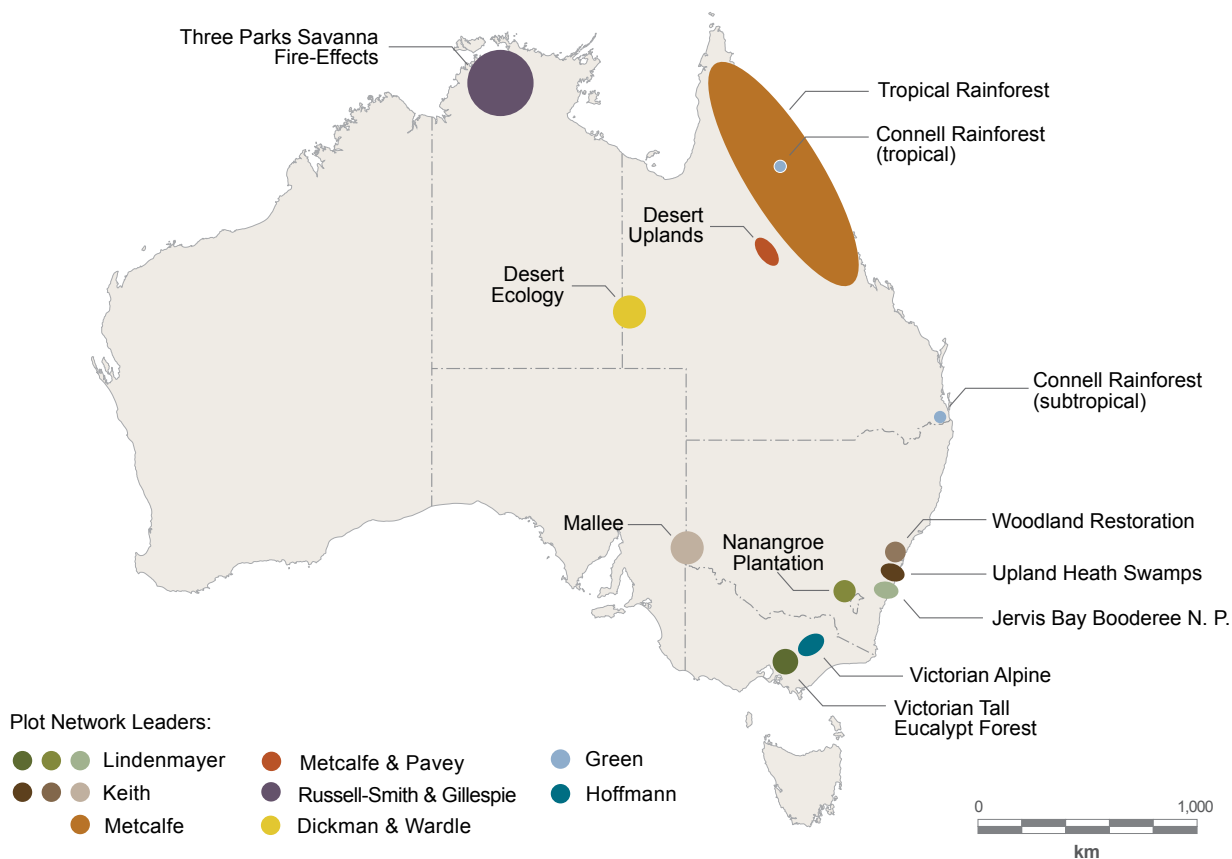 Three Parks Savanna
Fire-Effects
Tropical Rainforest
Connell Rainforest
(tropical)
Desert
Uplands
Desert
Ecology
Connell Rainforest
(subtropical)
Mallee
Nanangroe
Plantation
Woodland Restoration
Upland Heath Swamps
Jervis Bay Booderee N. P.
Victorian Alpine
Victorian Tall
Eucalypt Forest
Plot Network Leaders:
Lindenmayer
Keith
Metcalfe
Metcalfe & Pavey
Russell-Smith & Gillespie
Dickman & Wardle
Green
Hoffmann
0 1,000
km